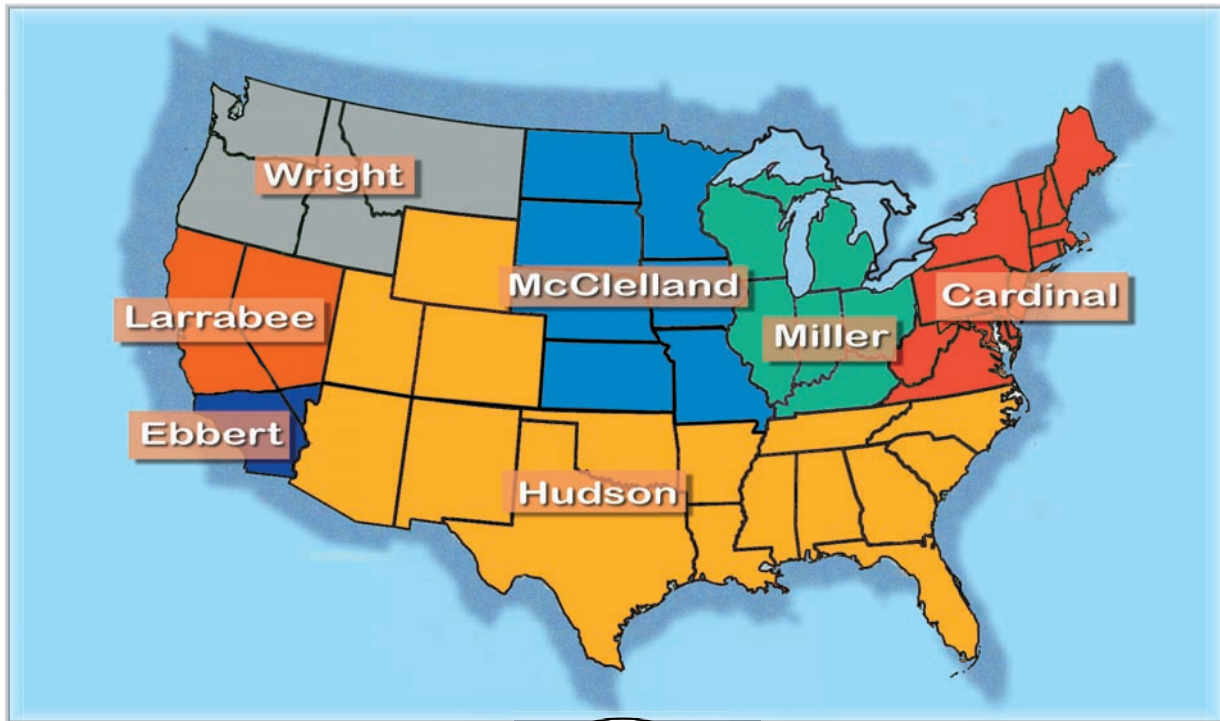 Wright
McClelland
Cardinal
Larrabee
Miller
Ebbert
Hudson